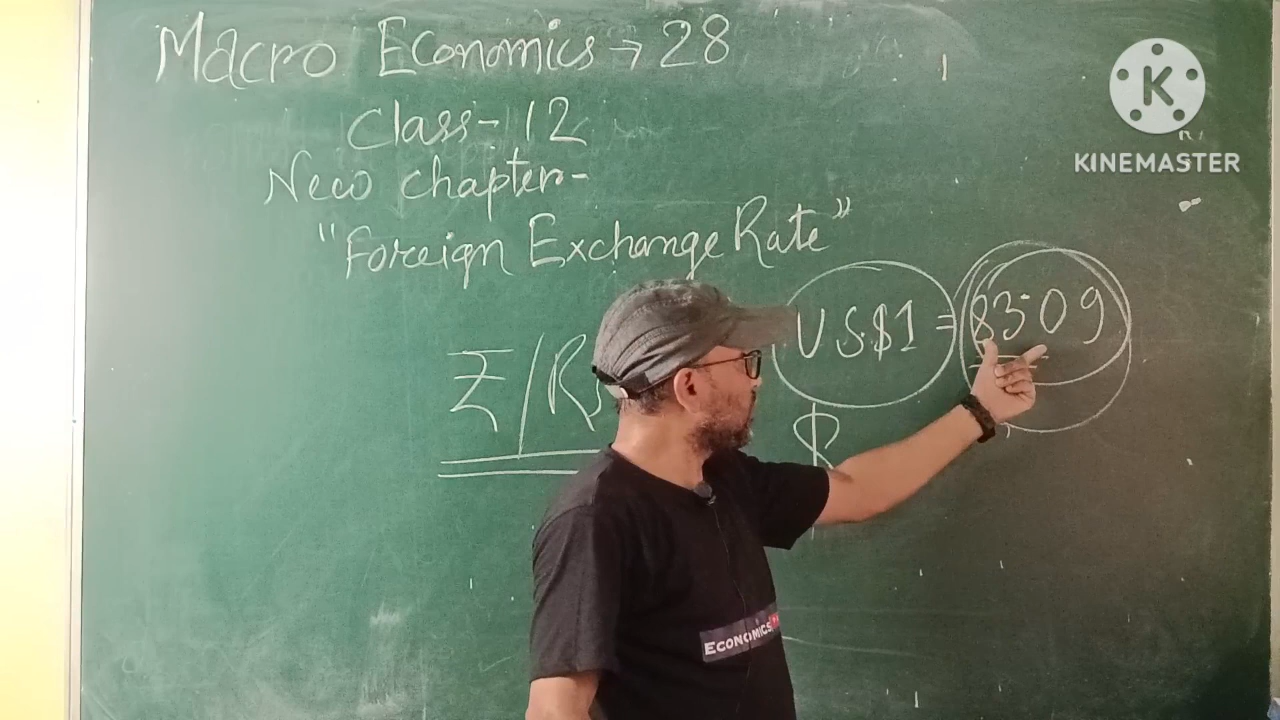 Macro Economics → 28
Class - 12
New chapter -
"Foreign Exchange Rate"
US$1 = 83.09
₹/Rs
$
ECONOMICS
K
KINEMASTER